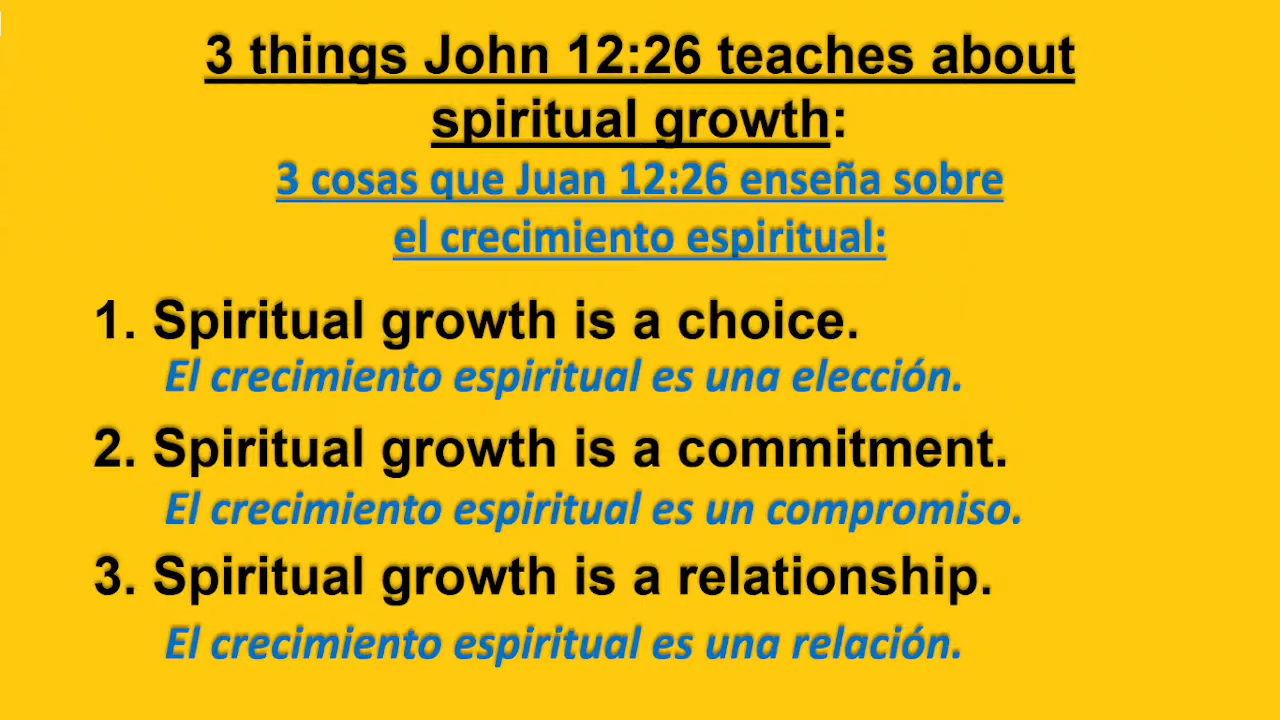 3 things John 12:26 teaches about
spiritual growth:
3 cosas que Juan 12:26 enseña sobre
el crecimiento espiritual:
1. Spiritual growth is a choice.
El crecimiento espiritual es una elección.
2. Spiritual growth is a commitment.
El crecimiento espiritual es un compromiso.
3. Spiritual growth is a relationship.
El crecimiento espiritual es una relación.